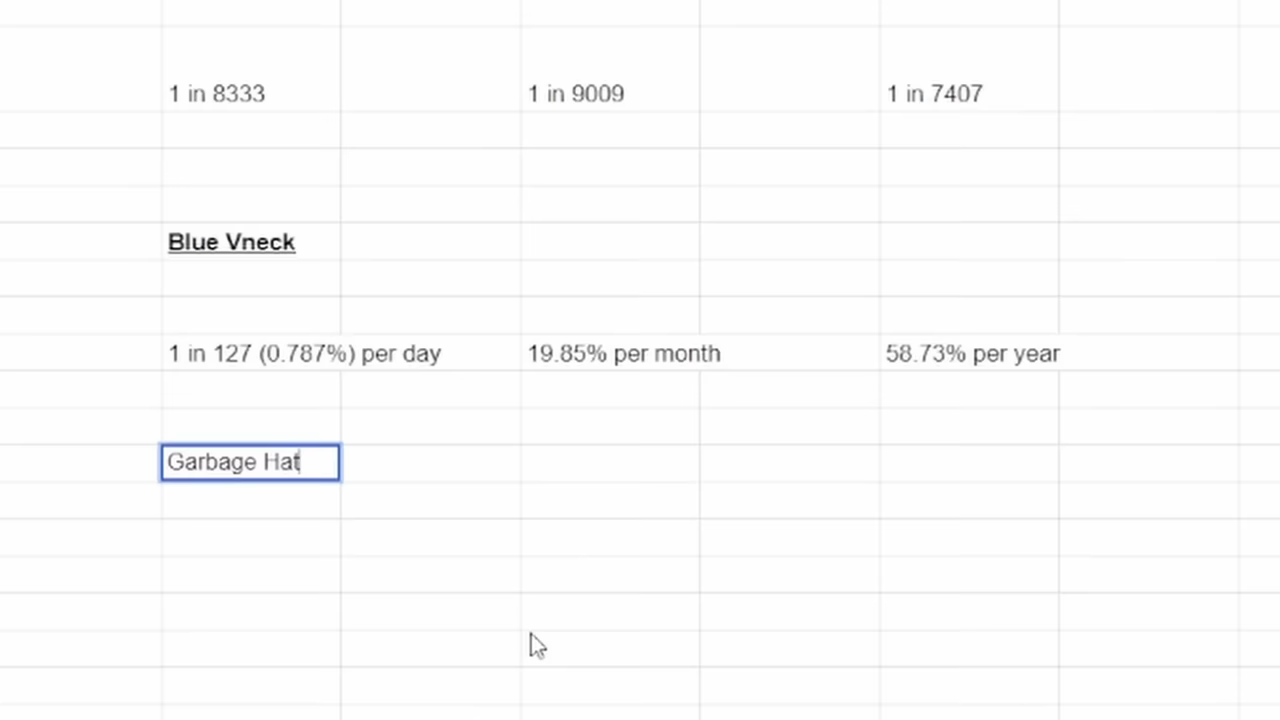 1 in 8333 1 in 9009 1 in 7407
Blue Vneck
1 in 127 (0.787%) per day 19.85% per month 58.73% per year
Garbage Hat